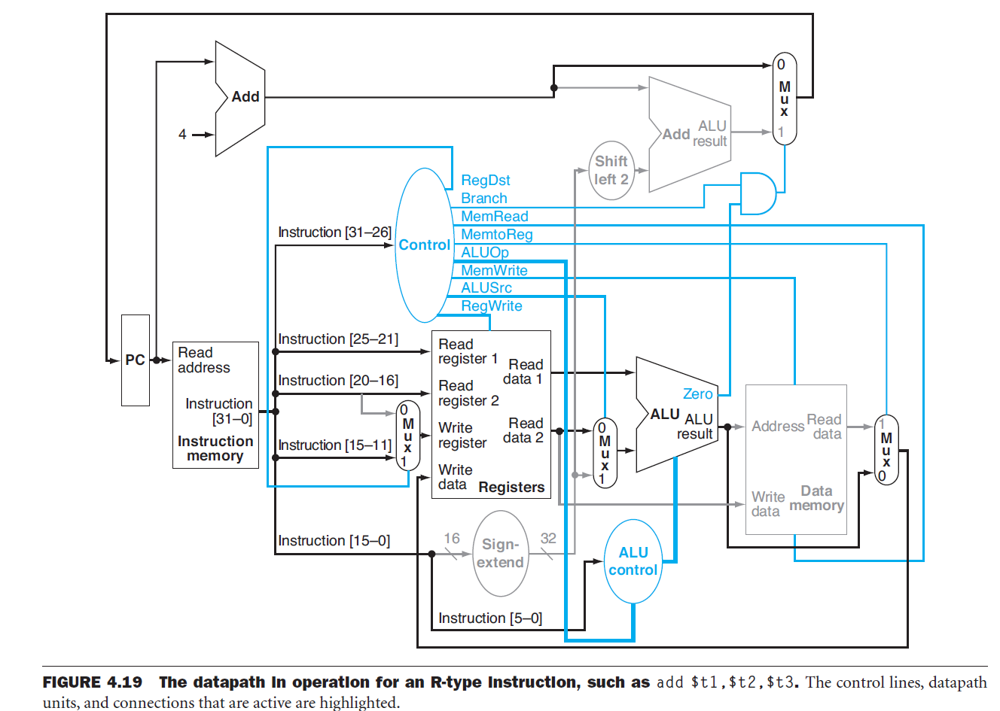 0
M
u
x
1
Add
4
Add
ALU
result
Shift
left 2
RegDst
Branch
MemRead
MemtoReg
ALUOp
MemWrite
ALUSrc
RegWrite
Control
Instruction [31–26]
Instruction [25–21]
Instruction [20–16]
Instruction [15–11]
Instruction [15–0]
Instruction [5–0]
PC
Read
address
Instruction
[31–0]
Instruction
memory
0
M
u
x
1
Read
register 1
Read
register 2
Write
register
Write
data
Read
data 1
Read
data 2
Registers
0
M
u
x
1
Zero
ALU
ALU
result
Address
Read
data
Write
data
Data
memory
1
M
u
x
0
16
Sign-
extend
32
ALU
control
FIGURE 4.19 The datapath in operation for an R-type instruction, such as add $t1,$t2,$t3. The control lines, datapath
units, and connections that are active are highlighted.